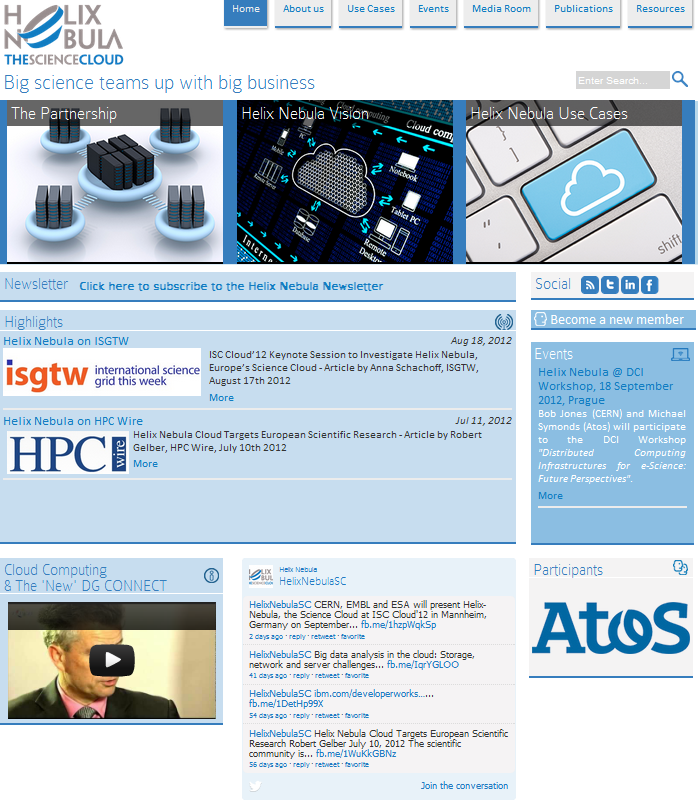 HELIX
NEBULA
THESCIENCECLOUD
Home
About us
Use Cases
Events
Media Room
Publications
Resources
Big science teams up with big business
Enter Search...
The Partnership
Helix Nebula Vision
Helix Nebula Use Cases
Computing
Cloud comp
PC
Mobile
Notebook
Remote Server
Tablet PC
Database
Remote
Desktop
Internet
shift
Newsletter
Click here to subscribe to the Helix Nebula Newsletter
Social
Become a new member
Highlights
Helix Nebula on ISGTW
Aug 18, 2012
isgtw international science
grid this week
ISC Cloud’12 Keynote Session to Investigate Helix Nebula,
Europe’s Science Cloud - Article by Anna Schachoff, ISGTW,
August 17th 2012
More
Helix Nebula on HPC Wire
Jul 11, 2012
HPC wire
Helix Nebula Cloud Targets European Scientific Research - Article by Robert
Gelber, HPC Wire, July 10th 2012
More
Events
Helix Nebula @ DCI
Workshop, 18 September
2012, Prague
Bob Jones (CERN) and Michael
Symonds (Atos) will participate
to the DCI Workshop
"Distributed Computing
Infrastructures for e-Science:
Future Perspectives".
More
Cloud Computing
& The "New" DG CONNECT
HELIX
NEBUL
Helix Nebula
HelixNebulaSC
HelixNebulaSC CERN, EMBL and ESA will present Helix-
Nebula, the Science Cloud at ISC Cloud'12 in Mannheim,
Germany on September... fb.me/1hzpWqkSp
2 days ago · reply · retweet · favorite
HelixNebulaSC Big data analysis in the cloud: Storage,
network and server challenges... fb.me/IqrYGLOO
41 days ago · reply · retweet · favorite
HelixNebulaSC ibm.com/developerworks......
fb.me/1DetHp99X
54 days ago · reply · retweet · favorite
HelixNebulaSC Helix Nebula Cloud Targets European Scientific
Research Robert Gelber July 10, 2012 The scientific
community is... fb.me/1WuKkGBNz
56 days ago · reply · retweet · favorite
Join the conversation
Participants
Atos